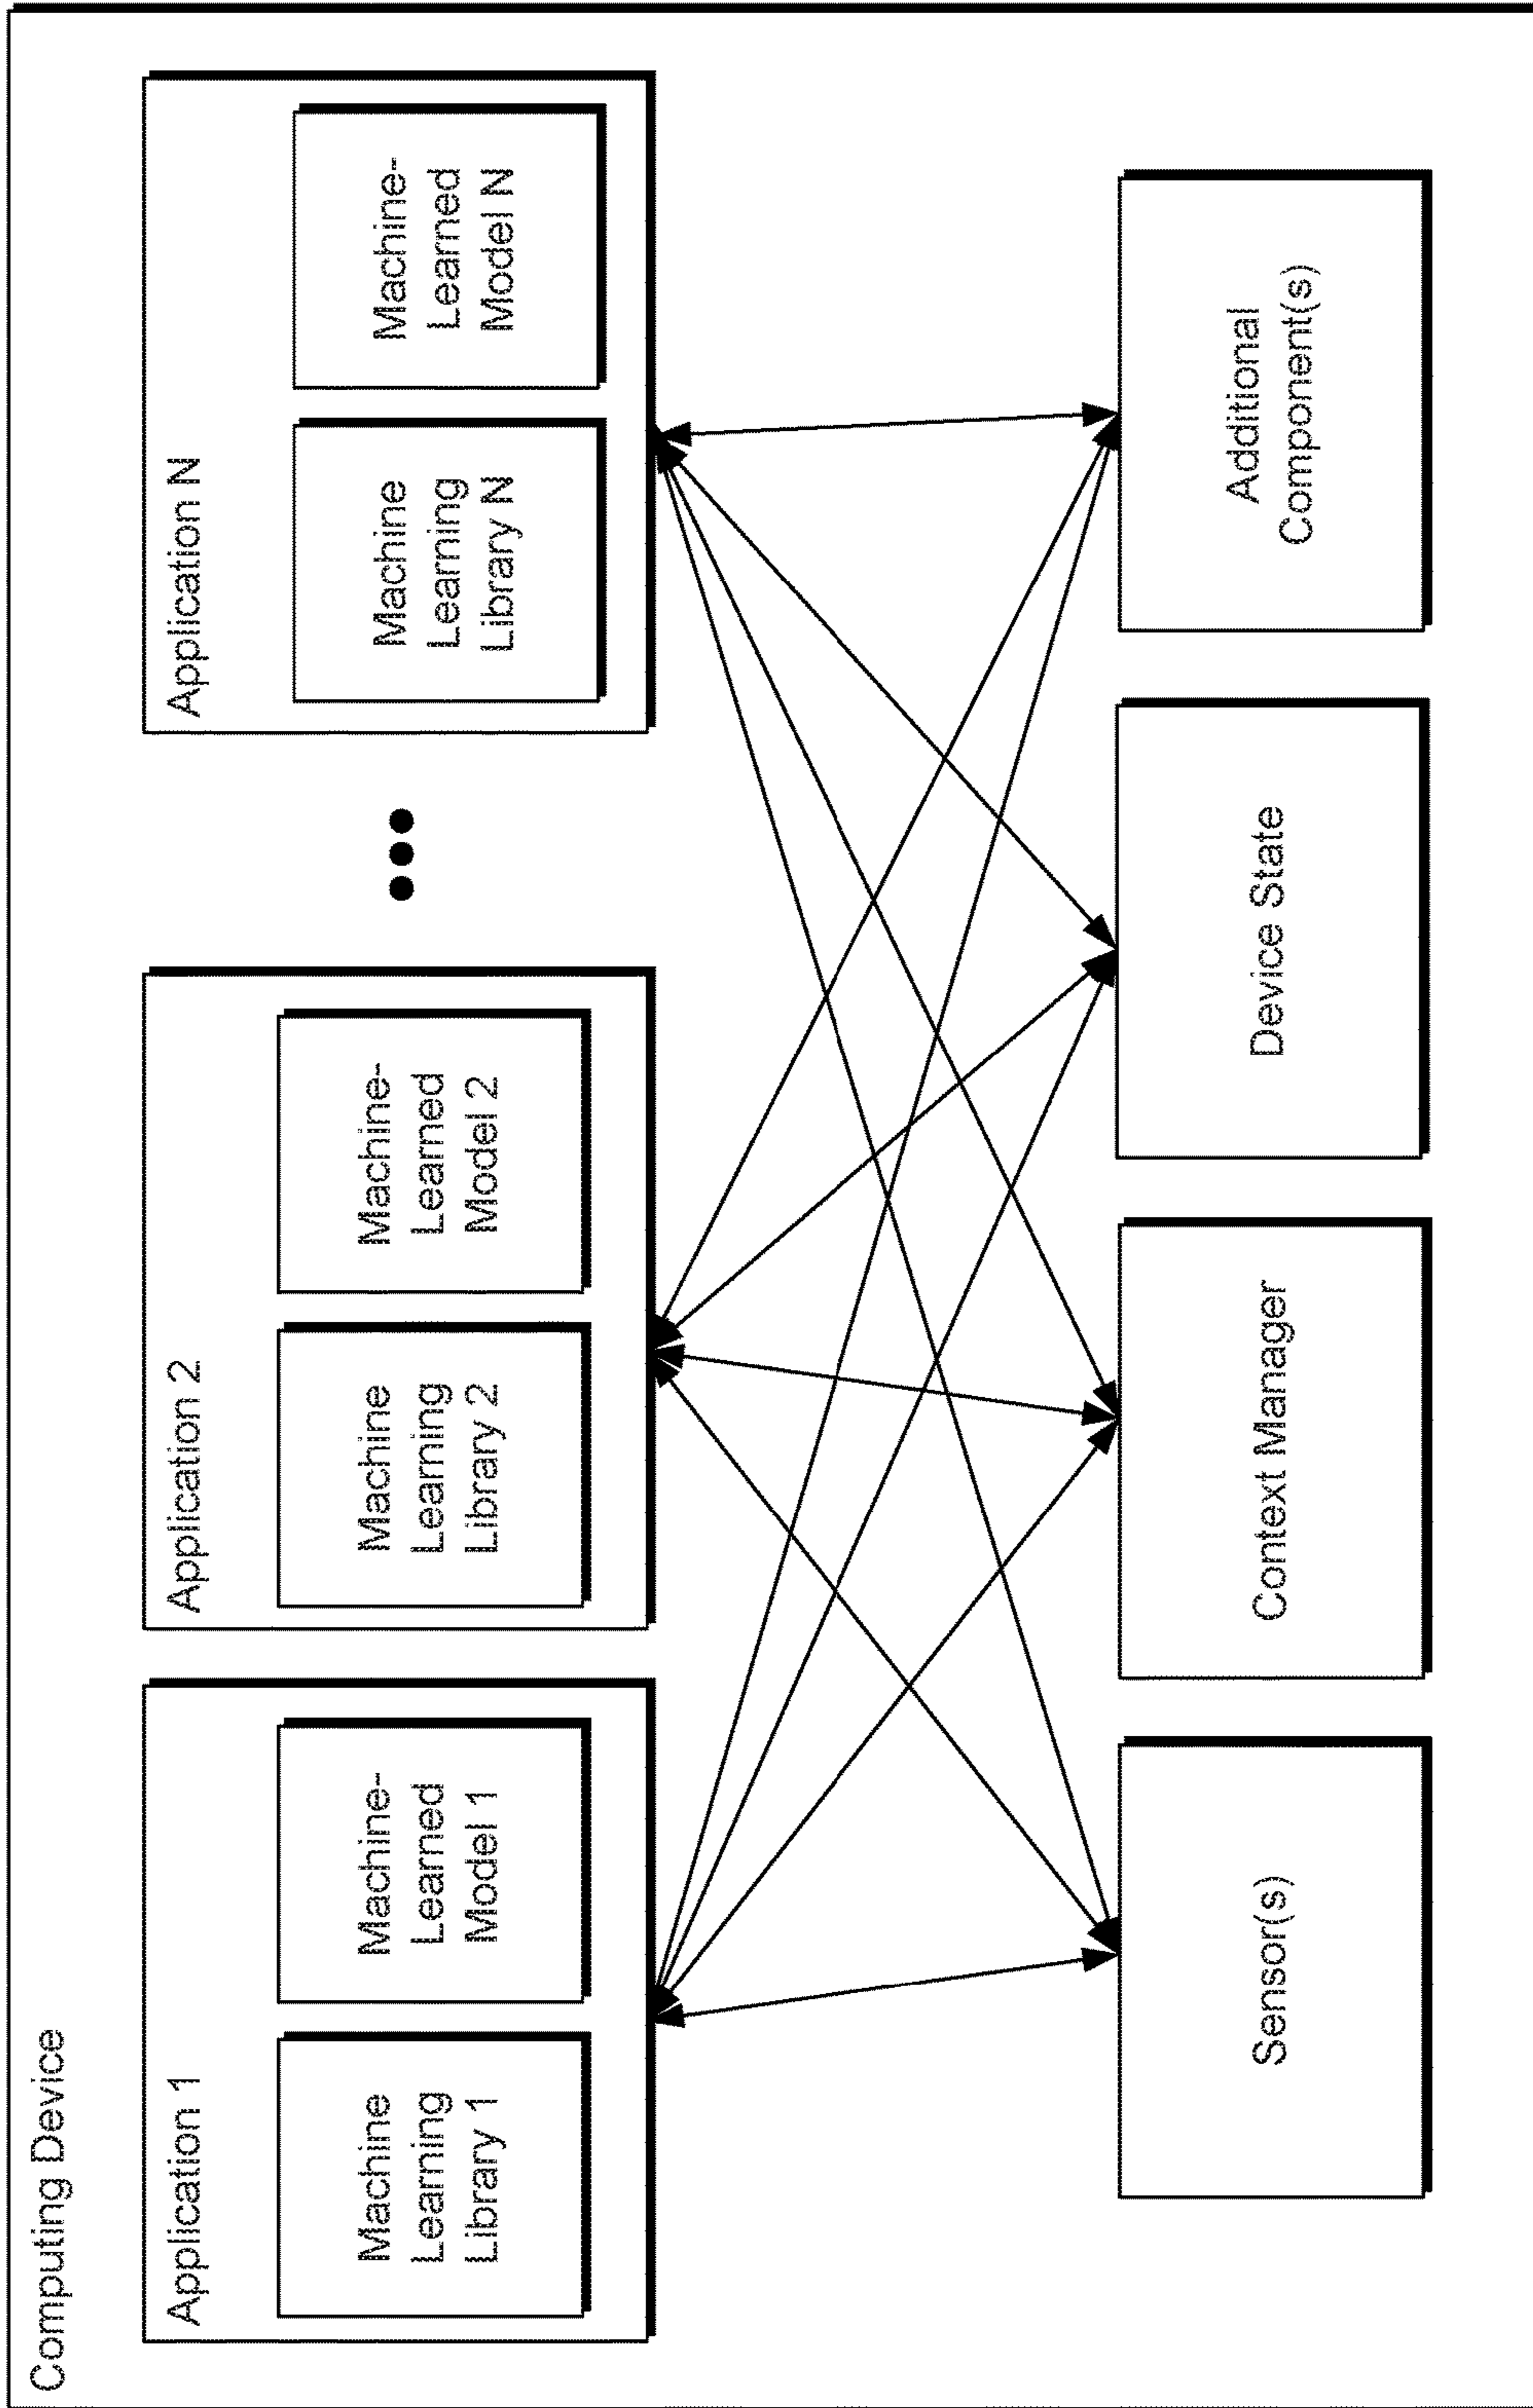 Computing Device
Application 1
Machine
Learning
Library 1
Machine-
Learned
Model 1
Application 2
Machine
Learning
Library 2
Machine-
Learned
Model 2
Application N
Machine
Learning
Library N
Machine-
Learned
Model N
Sensor(s)
Context Manager
Device State
Additional
Component(s)